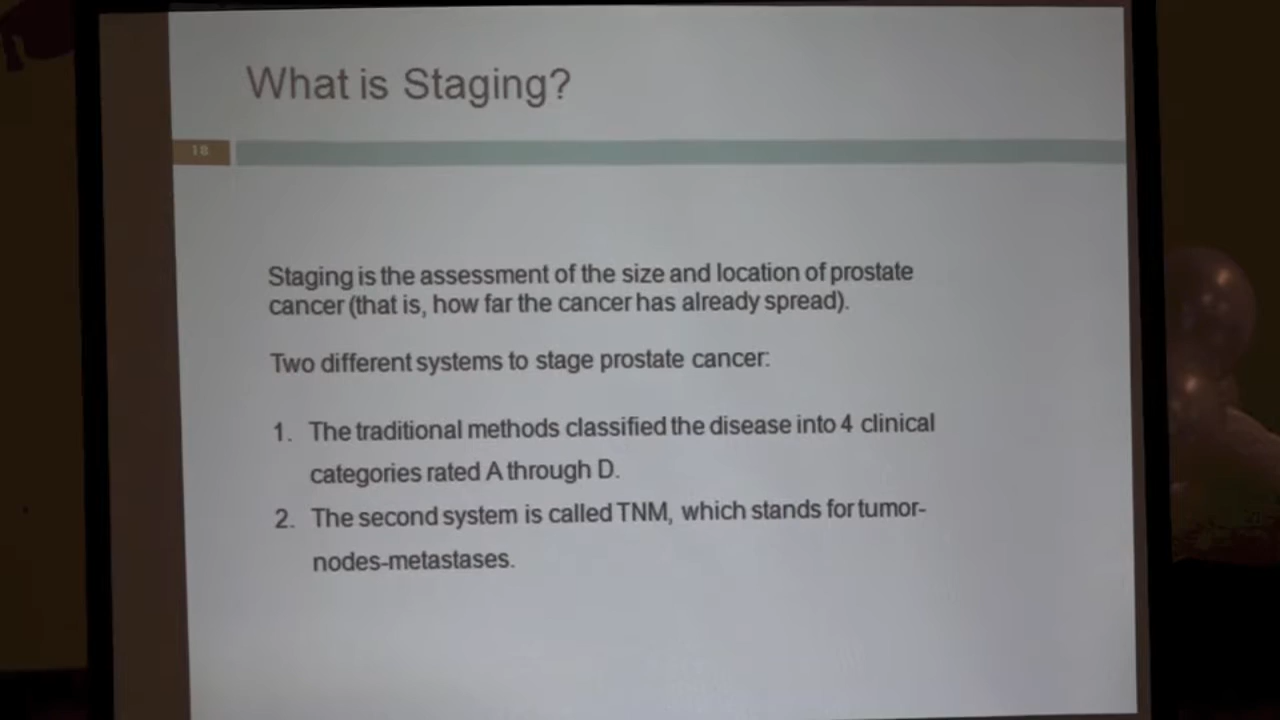 What is Staging?
18
Staging is the assessment of the size and location of prostate
cancer (that is, how far the cancer has already spread).
Two different systems to stage prostate cancer:
1. The traditional methods classified the disease into 4 clinical
categories rated A through D.
2. The second system is called TNM, which stands for tumor-
nodes-metastases.